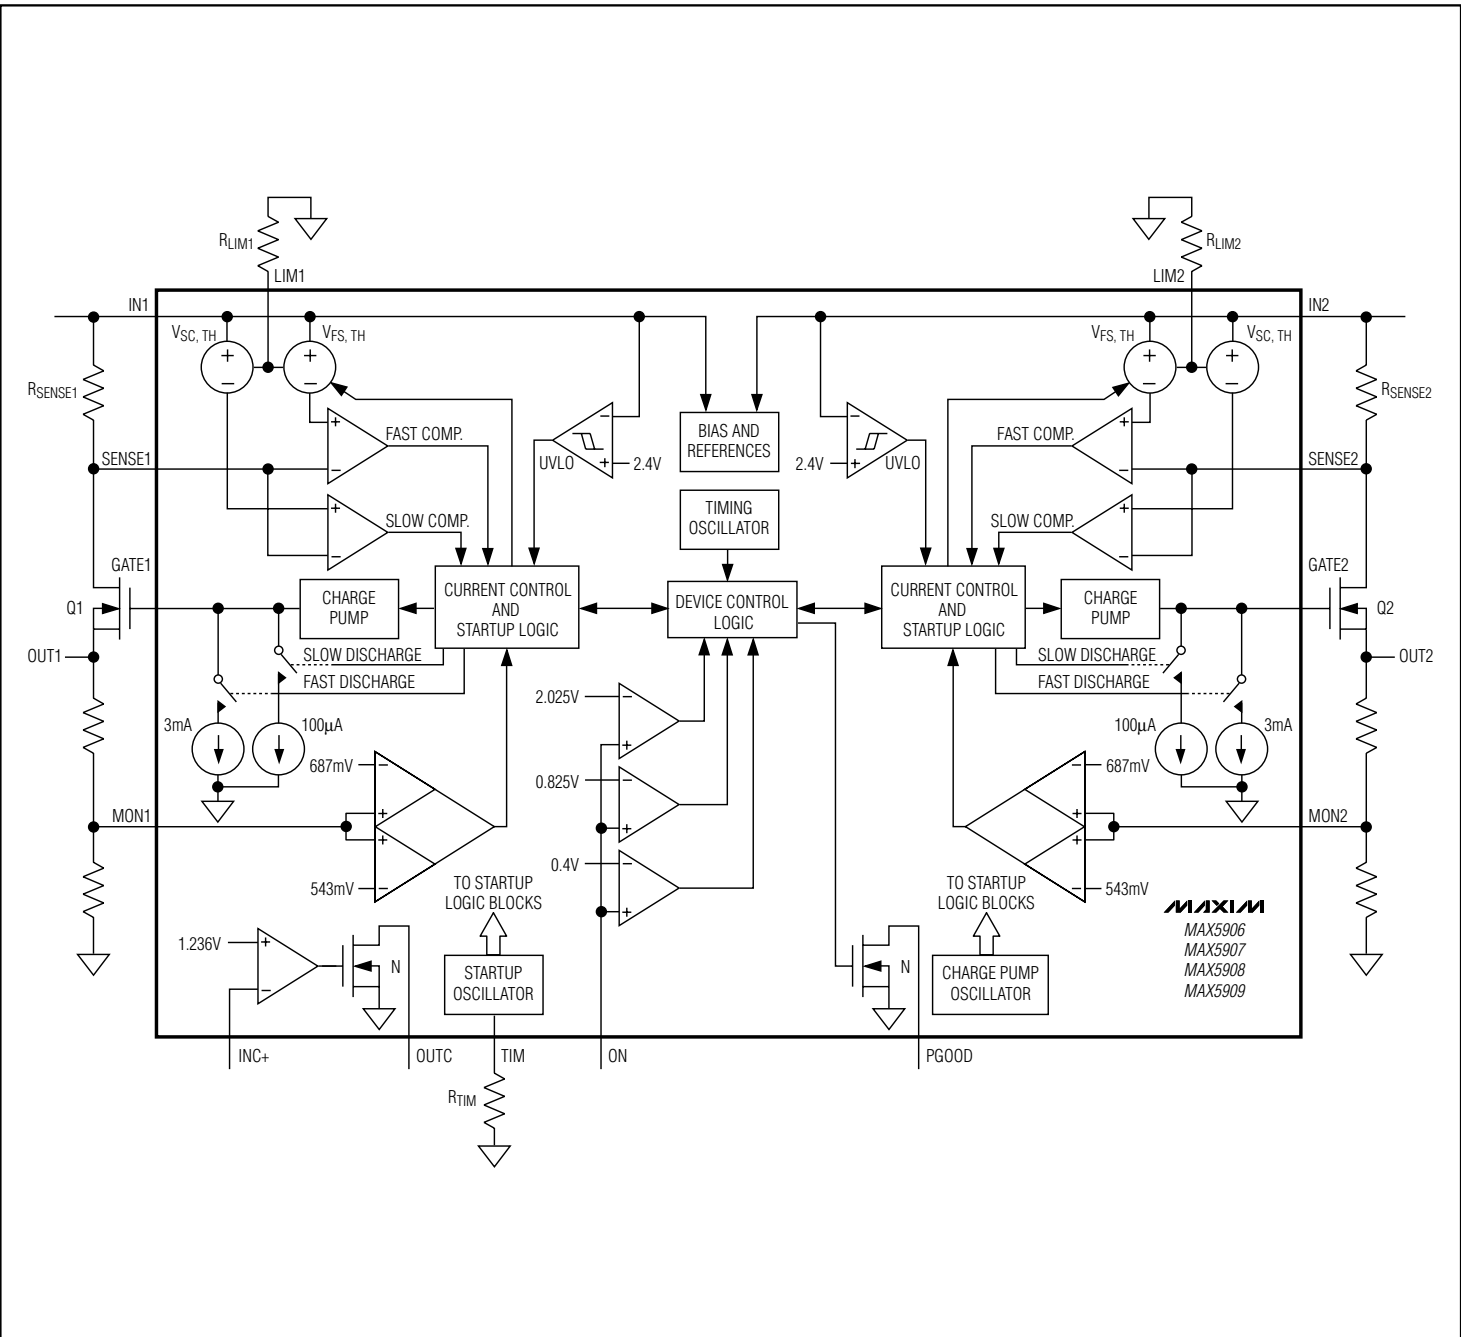 RLIM1
RLIM2
LIM1
LIM2
IN1
IN2
VSC, TH
VFS, TH
VFS, TH
VSC, TH
+
+
+
+
−
−
−
−
RSENSE1
RSENSE2
−
−
+
FAST COMP.
BIAS AND
REFERENCES
FAST COMP.
+
UVLO
+
2.4V
2.4V
+
UVLO
SENSE1
−
−
SENSE2
TIMING
OSCILLATOR
+
SLOW COMP.
SLOW COMP.
+
−
−
GATE1
GATE2
Q1
CHARGE
PUMP
CURRENT CONTROL
AND
STARTUP LOGIC
DEVICE CONTROL
LOGIC
CURRENT CONTROL
AND
STARTUP LOGIC
CHARGE
PUMP
Q2
OUT1
SLOW DISCHARGE
SLOW DISCHARGE
OUT2
FAST DISCHARGE
FAST DISCHARGE
2.025V
−
+
3mA
100µA
100µA
3mA
687mV
−
−
687mV
0.825V
−
+
MON1
+
+
MON2
+
+
0.4V
−
+
543mV
−
−
543mV
TO STARTUP
LOGIC BLOCKS
TO STARTUP
LOGIC BLOCKS
MAXIM
MAX5906
MAX5907
MAX5908
MAX5909
1.236V
+
−
N
STARTUP
OSCILLATOR
N
CHARGE PUMP
OSCILLATOR
INC+
OUTC
TIM
ON
PGOOD
RTIM